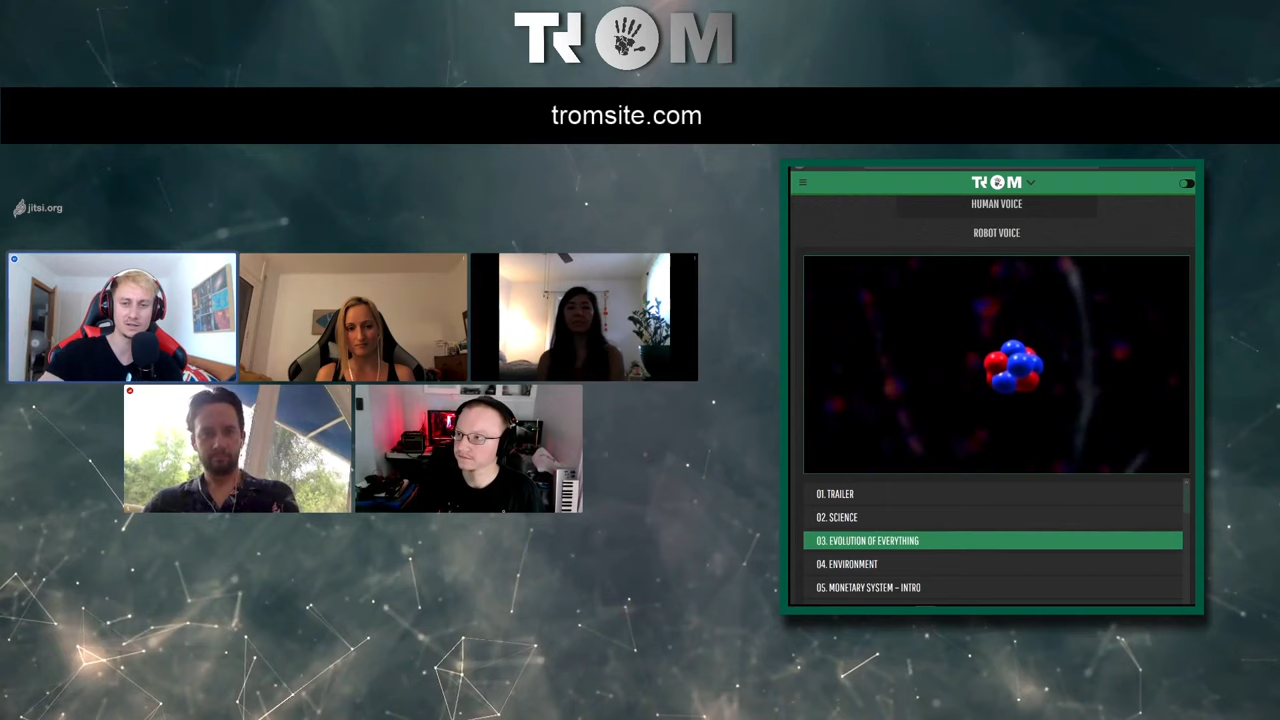 TROM
tromsite.com
jitsi.org
TROM
HUMAN VOICE
ROBOT VOICE
01. TRAILER
02. SCIENCE
03. EVOLUTION OF EVERYTHING
04. ENVIRONMENT
05. MONETARY SYSTEM – INTRO